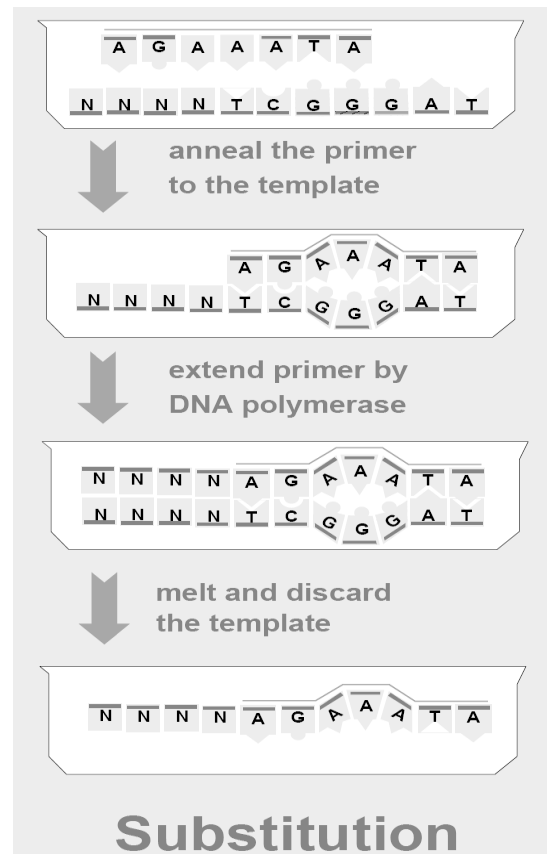 A G A A A T A
N N N N T C G G G A T
anneal the primer
to the template
A G A A A T A
N N N N T C G G G A T
extend primer by
DNA polymerase
N N N N A G A A A T A
N N N N T C G G G A T
melt and discard
the template
N N N N A G A A A T A
Substitution